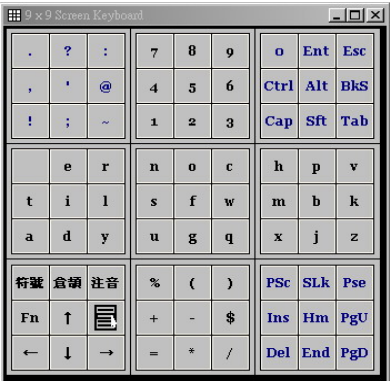 9 x 9 Screen Keyboard
. ? : 7 8 9 0 Ent Esc
, ' @ 4 5 6 Ctrl Alt BkS
! ; ~ 1 2 3 Cap Sft Tab
e r n o c h p v
t i l s f w m b k
a d y u g q x j z
符號 倉頡 注音 % ( ) PSc SLk Pse
Fn ↑ + - $ Ins Hm PgU
← ↓ → = * / Del End PgD